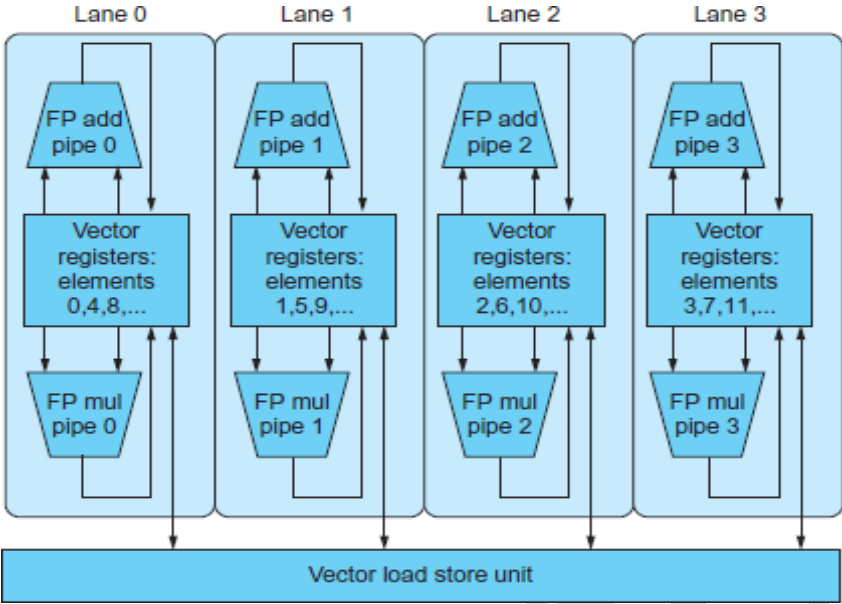 Lane 0
Lane 1
Lane 2
Lane 3
FP add
pipe 0
FP add
pipe 1
FP add
pipe 2
FP add
pipe 3
Vector
registers:
elements
0,4,8,...
Vector
registers:
elements
1,5,9,...
Vector
registers:
elements
2,6,10,...
Vector
registers:
elements
3,7,11,...
FP mul
pipe 0
FP mul
pipe 1
FP mul
pipe 2
FP mul
pipe 3
Vector load store unit